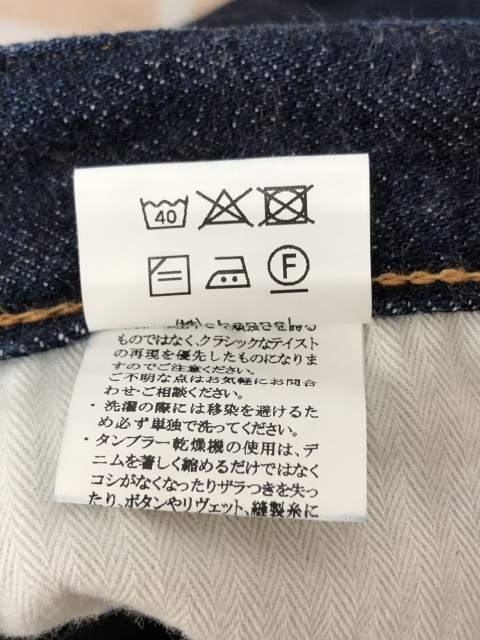 40
F
ものではなく、クラシックなテイスト
の再現を優先したものになりま
すのでご注意ください。
ご不明な点はお気軽にお問合
わせ・ご相談ください。
・洗濯の際には移染を避けるた
め必ず単独で洗ってください。
・タンブラー乾燥機の使用は、デ
ニムを著しく縮めるだけではなく
コシがなくなったりザラつきを失っ
たり、ボタンやリヴェット、縫製糸に